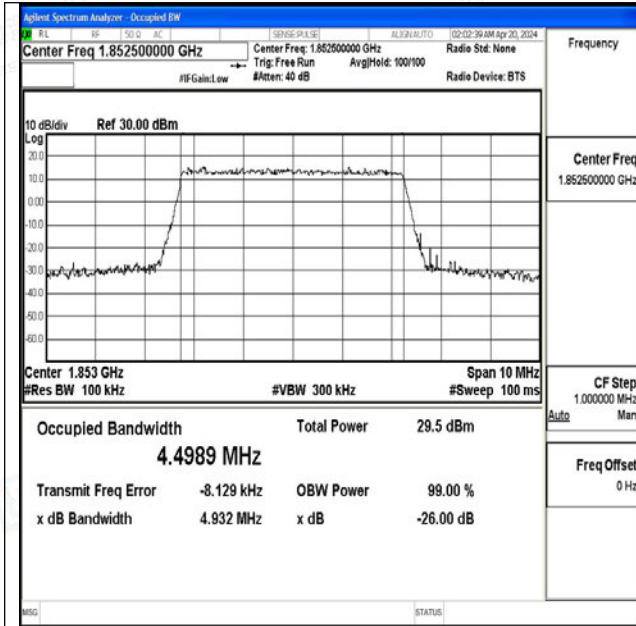 Agilent Spectrum Analyzer - Occupied BW
RL RF 50 Ω AC SENSE:PULSE ALIGNAUTO 02:02:39 AM Apr 20, 2024
Center Freq 1.852500000 GHz
Center Freq: 1.852500000 GHz
Radio Std: None
Trig: Free Run Avg|Hold: 100/100
#IFGain:Low #Atten: 40 dB Radio Device: BTS
10 dB/div Ref 30.00 dBm
Log
20.0
10.0
0.00
-10.0
-20.0
-30.0
-40.0
-50.0
-60.0
Center 1.853 GHz Span 10 MHz
#Res BW 100 kHz #VBW 300 kHz #Sweep 100 ms
Occupied Bandwidth Total Power 29.5 dBm
4.4989 MHz
Transmit Freq Error -8.129 kHz OBW Power 99.00 %
x dB Bandwidth 4.932 MHz x dB -26.00 dB
MSG STATUS
Frequency
Center Freq
1.852500000 GHz
CF Step
1.000000 MHz
Auto Man
Freq Offset
0 Hz